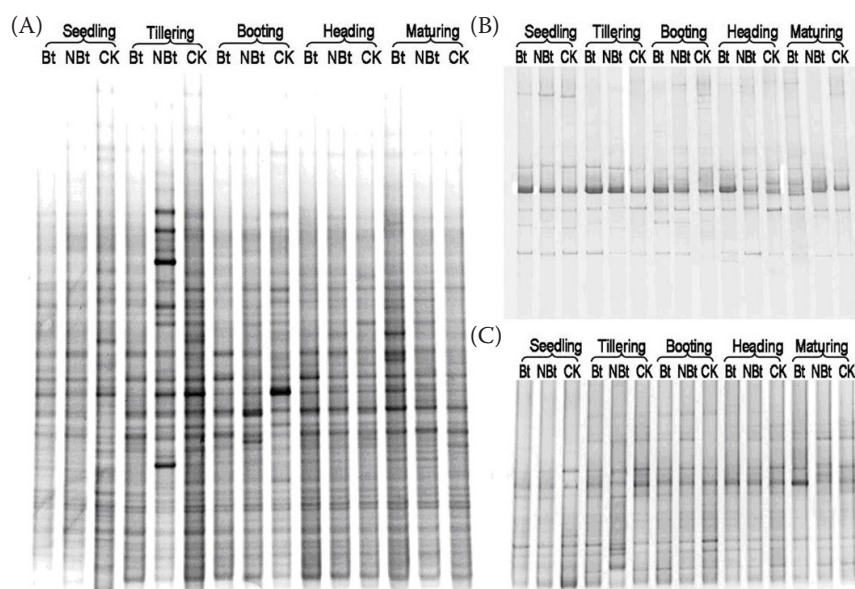 (A)
Seedling Tillering Booting Heading Maturing
Bt NBt CK Bt NBt CK Bt NBt CK Bt NBt CK Bt NBt CK
(B)
Seedling Tillering Booting Heading Maturing
Bt NBt CK Bt NBt CK Bt NBt CK Bt NBt CK Bt NBt CK
(C)
Seedling Tillering Booting Heading Maturing
Bt NBt CK Bt NBt CK Bt NBt CK Bt NBt CK Bt NBt CK